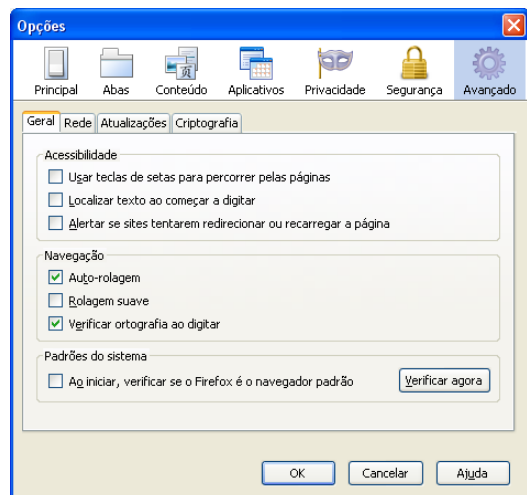 Opções
Principal Abas Conteúdo Aplicativos Privacidade Segurança Avançado
Geral Rede Atualizações Criptografia
Acessibilidade
Usar teclas de setas para percorrer pelas páginas
Localizar texto ao começar a digitar
Alertar se sites tentarem redirecionar ou recarregar a página
Navegação
Auto-rolagem
Rolagem suave
Verificar ortografia ao digitar
Padrões do sistema
Ao iniciar, verificar se o Firefox é o navegador padrão Verificar agora
OK Cancelar Ajuda